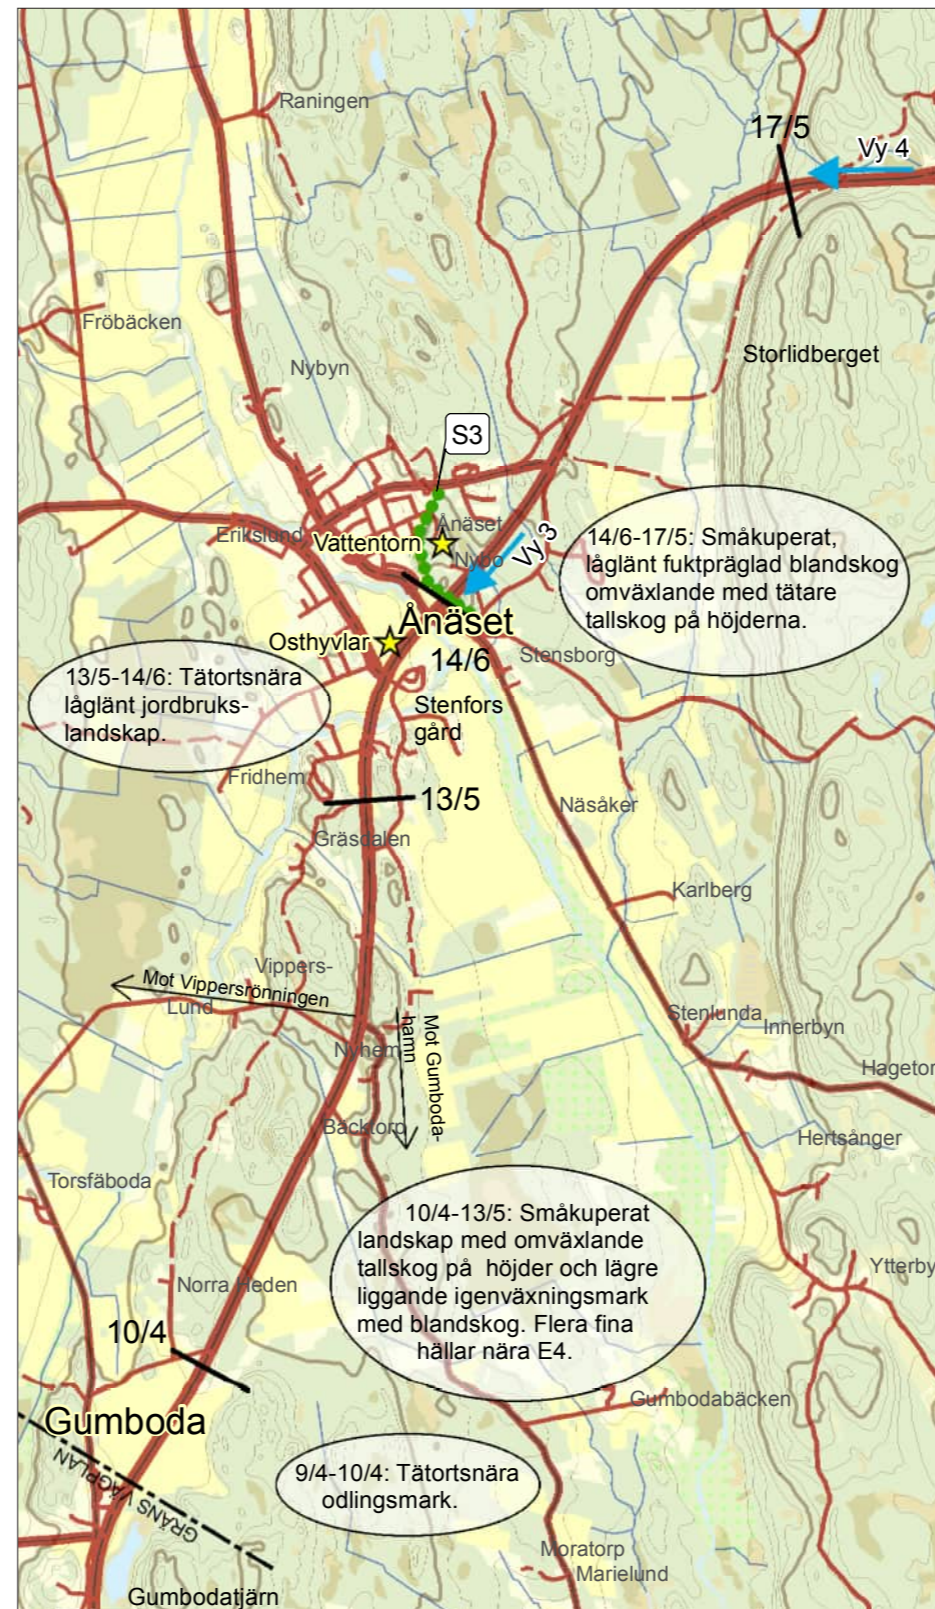 Raningen
17/5
Vy 4
Fröbäcken
Storlidberget
Nybyn
S3
Ånäset
Erikslund
Vattentorn
Nybo
Vy 3
14/6-17/5: Småkuperat,
låglänt fuktpräglad blandskog
omväxlande med tätare
tallskog på höjderna.
Ånäset
Osthyvlar
14/6
Stensborg
13/5-14/6: Tätortsnära
låglänt jordbruks-
landskap.
Stenfors
gård
Fridhem
13/5
Näsåker
Gräsdalen
Karlberg
Vippers-
Mot Vippersrönningen
Lund
Stenlunda
Innerbyn
Mot Gumboda-
hamn
Nyhem
Hagetor
Bäcktorp
Hertsånger
Torsfäboda
10/4-13/5: Småkuperat
landskap med omväxlande
tallskog på höjder och lägre
liggande igenväxningsmark
med blandskog. Flera fina
hällar nära E4.
Ytterby
Norra Heden
10/4
Gumbodabäcken
Gumboda
GRÄNS VÄGPLAN
9/4-10/4: Tätortsnära
odlingsmark.
Moratorp
Marielund
Gumbodatjärn